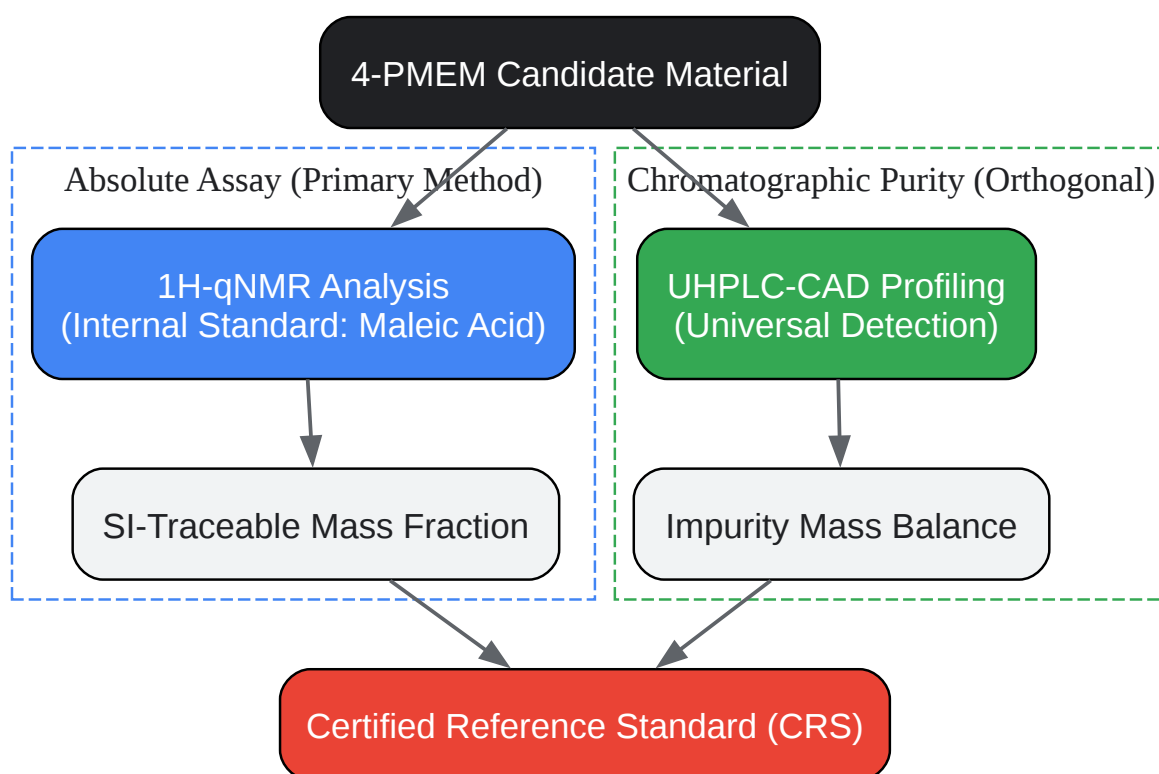 4-PMEM Candidate Material
Absolute Assay (Primary Method)
Chromatographic Purity (Orthogonal)
1H-qNMR Analysis
(Internal Standard: Maleic Acid)
UHPLC-CAD Profiling
(Universal Detection)
SI-Traceable Mass Fraction
Impurity Mass Balance
Certified Reference Standard (CRS)